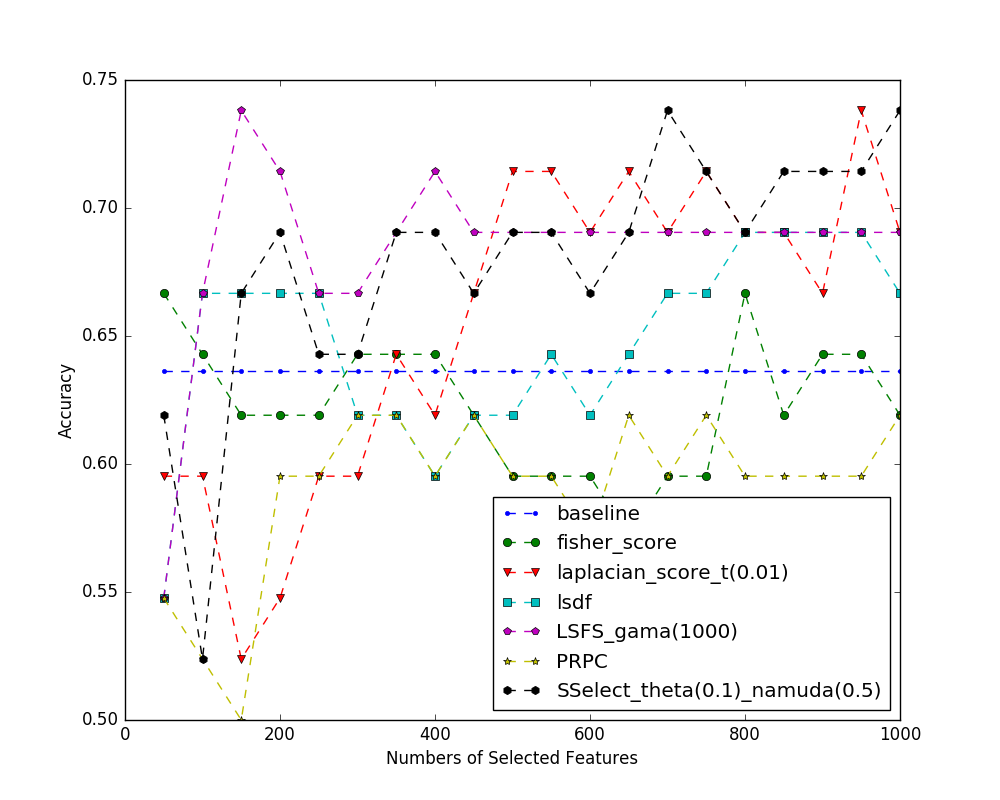 0.75
0.70
0.65
0.60
0.55
0.50
Accuracy
baseline
fisher_score
laplacian_score_t(0.01)
lsdf
LSFS_gama(1000)
PRPC
SSelect_theta(0.1)_namuda(0.5)
0 200 400 600 800 1000
Numbers of Selected Features